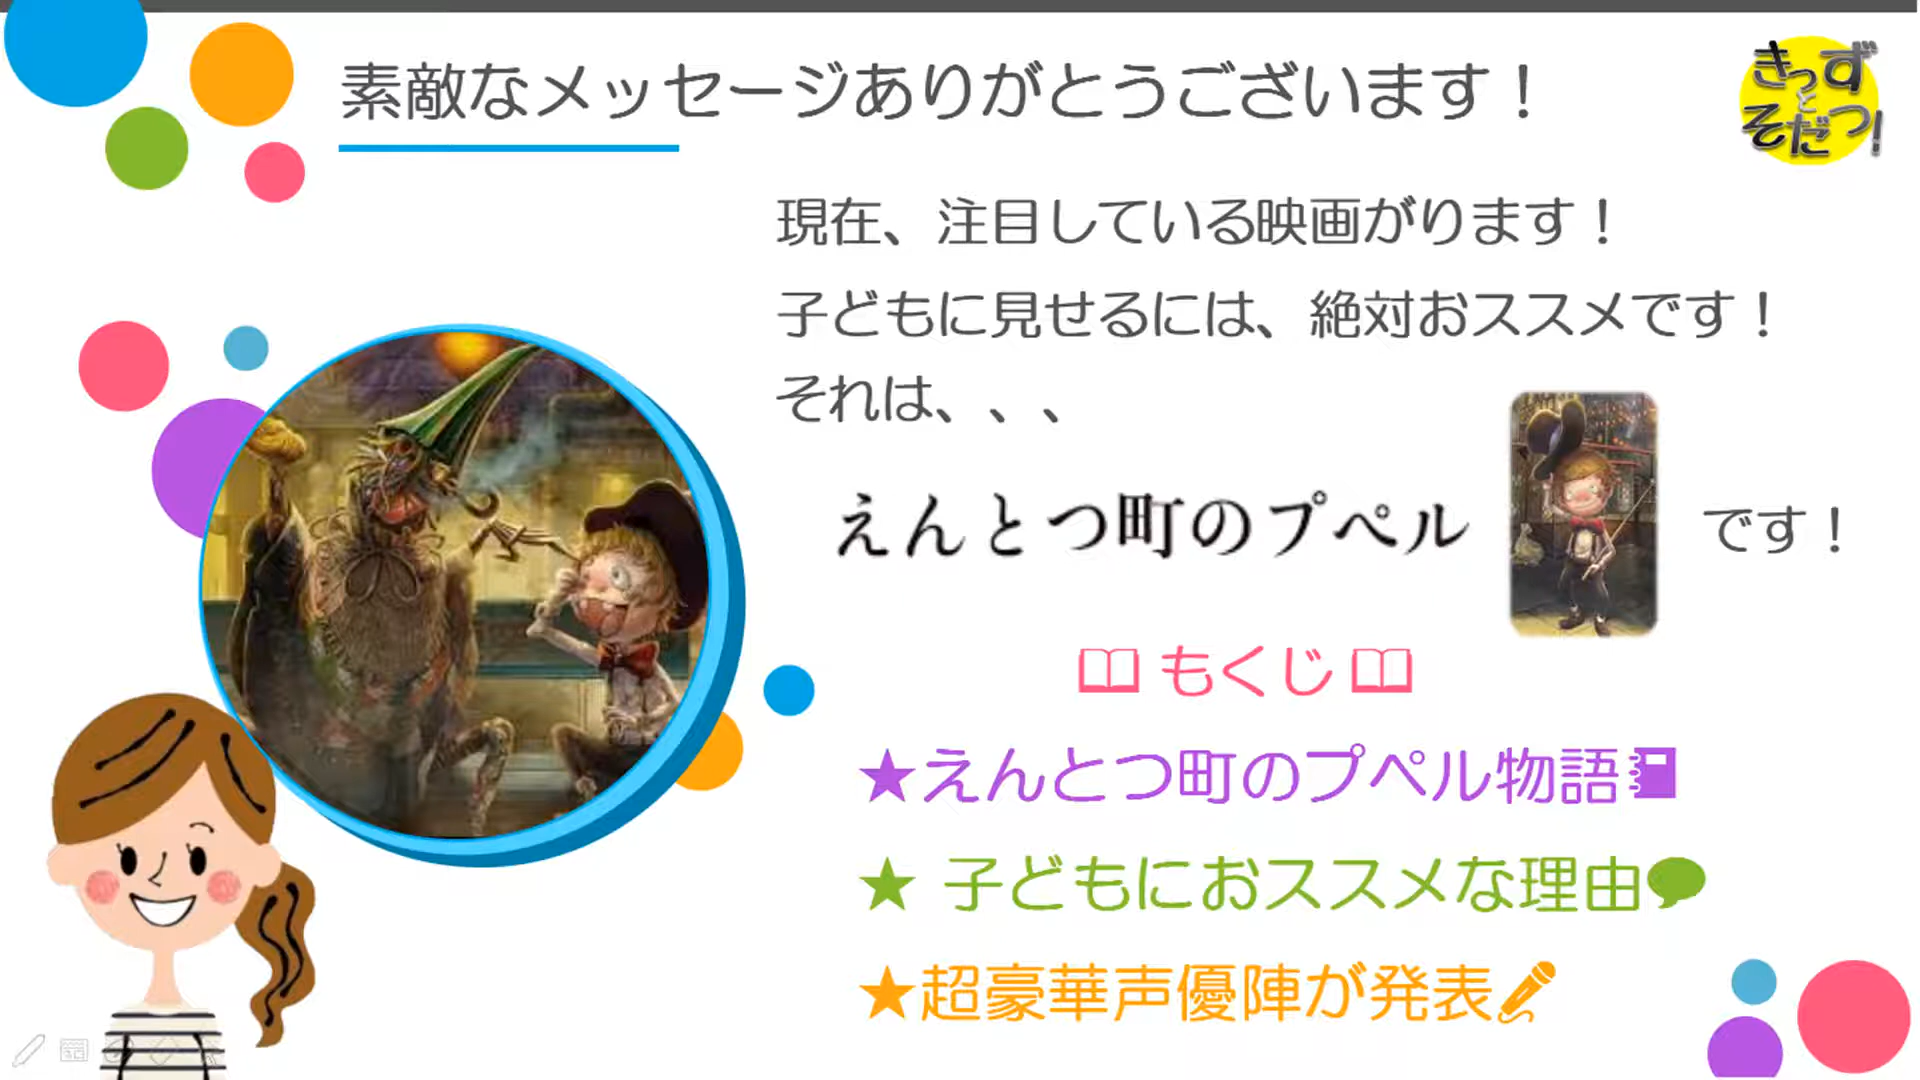 素敵なメッセージありがとうございます！
きっずとそだつ！
現在、注目している映画がります！
子どもに見せるには、絶対おススメです！
それは、、、
えんとつ町のプペル です！
もくじ
★えんとつ町のプペル物語
★ 子どもにおススメな理由
★超豪華声優陣が発表